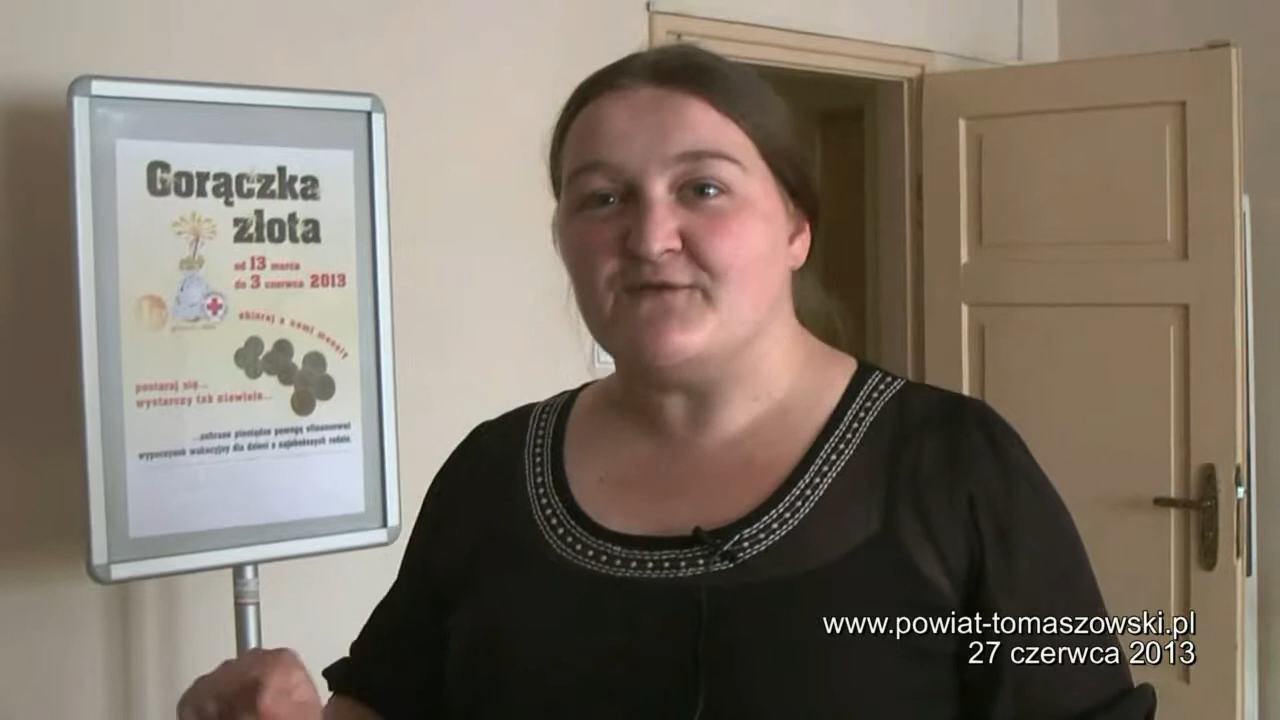 Gorączka
złota
od 13 marca
do 3 czerwca 2013
zbieraj z nami monety
postaraj się...
wystarczy tak niewiele...
...zebrane pieniądze pomogą sfinansować
wypoczynek wakacyjny dla dzieci z najuboższych rodzin.
www.powiat-tomaszowski.pl
27 czerwca 2013